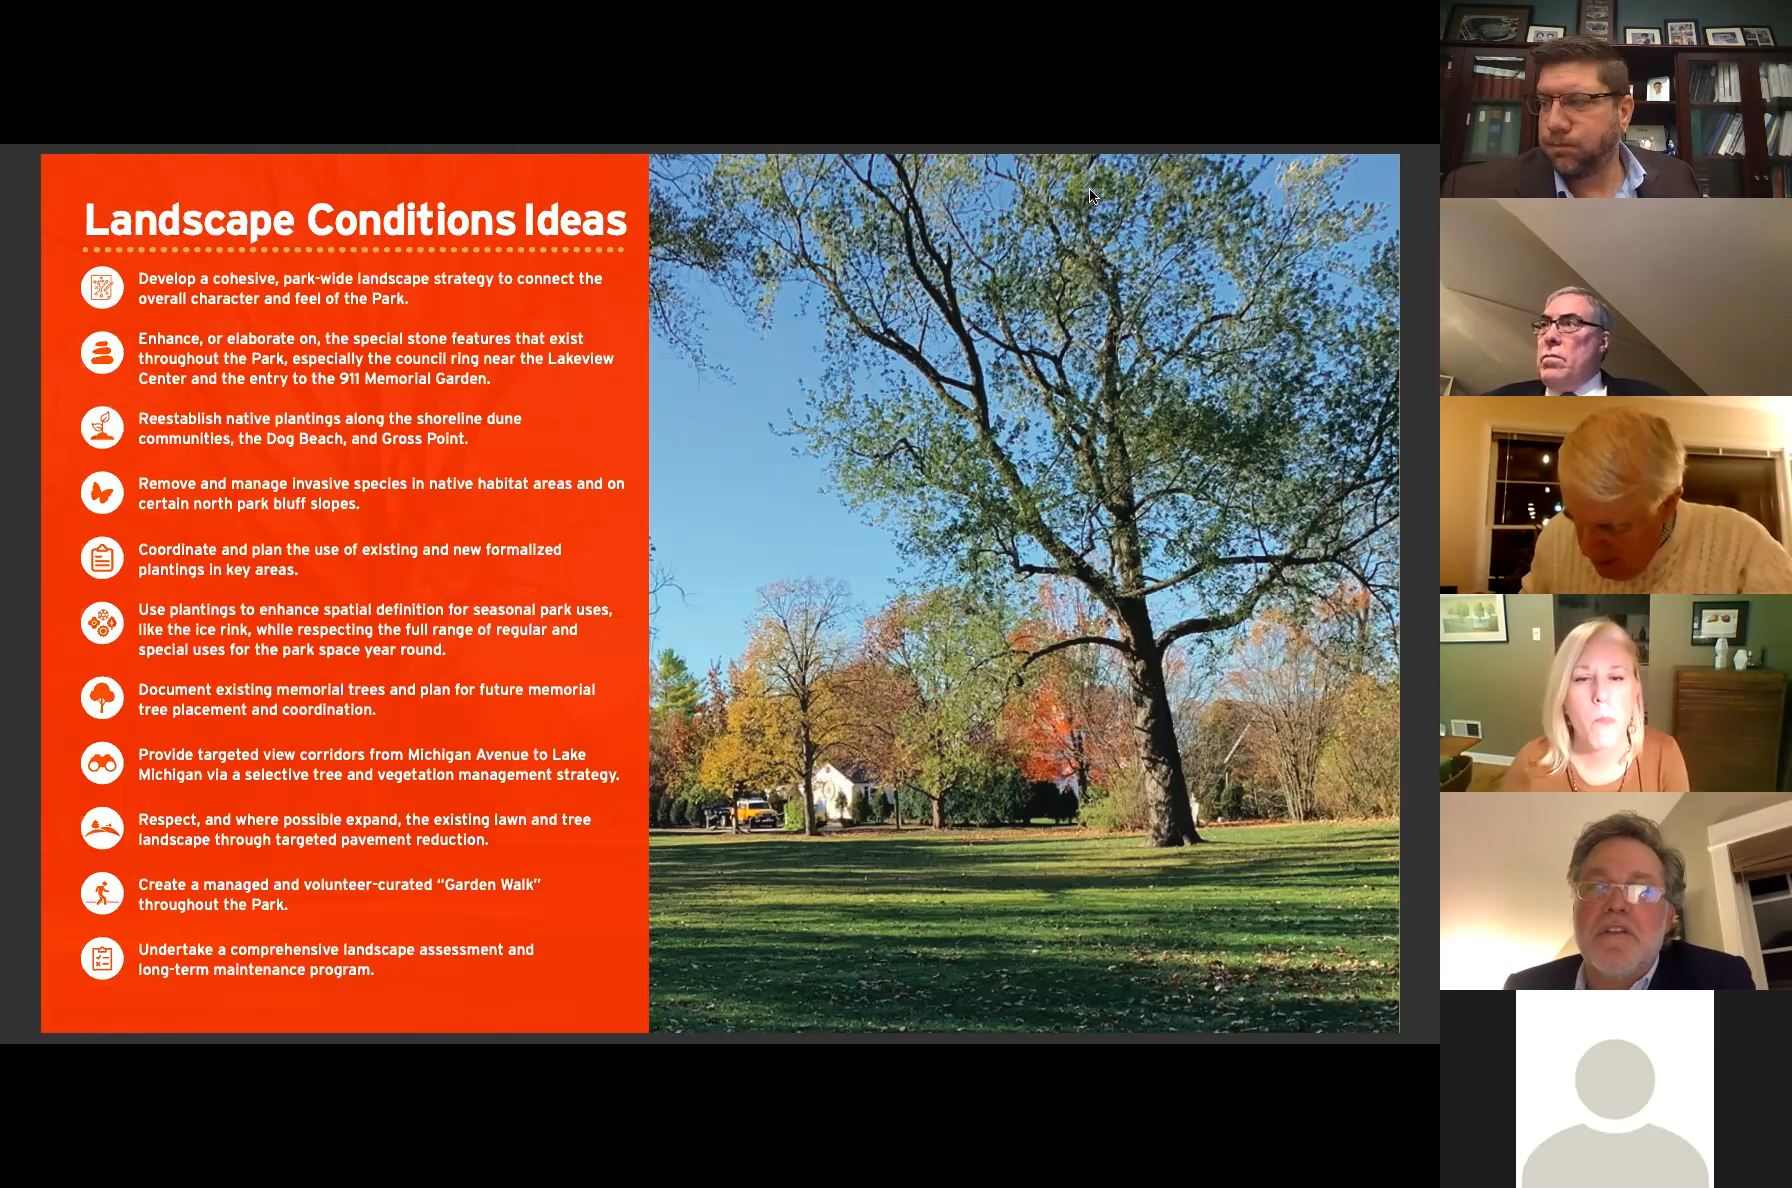 Landscape Conditions Ideas
Develop a cohesive, park-wide landscape strategy to connect the
overall character and feel of the Park.
Enhance, or elaborate on, the special stone features that exist
throughout the Park, especially the council ring near the Lakeview
Center and the entry to the 911 Memorial Garden.
Reestablish native plantings along the shoreline dune
communities, the Dog Beach, and Gross Point.
Remove and manage invasive species in native habitat areas and on
certain north park bluff slopes.
Coordinate and plan the use of existing and new formalized
plantings in key areas.
Use plantings to enhance spatial definition for seasonal park uses,
like the ice rink, while respecting the full range of regular and
special uses for the park space year round.
Document existing memorial trees and plan for future memorial
tree placement and coordination.
Provide targeted view corridors from Michigan Avenue to Lake
Michigan via a selective tree and vegetation management strategy.
Respect, and where possible expand, the existing lawn and tree
landscape through targeted pavement reduction.
Create a managed and volunteer-curated “Garden Walk”
throughout the Park.
Undertake a comprehensive landscape assessment and
long-term maintenance program.